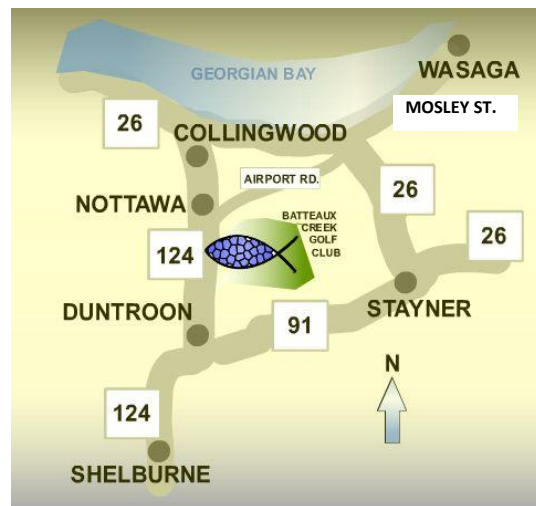 GEORGIAN BAY
WASAGA
MOSLEY ST.
26
COLLINGWOOD
AIRPORT RD.
26
NOTTAWA
BATTEAUX
CREEK
GOLF
CLUB
26
124
STAYNER
DUNTROON
91
N
124
SHELBURNE